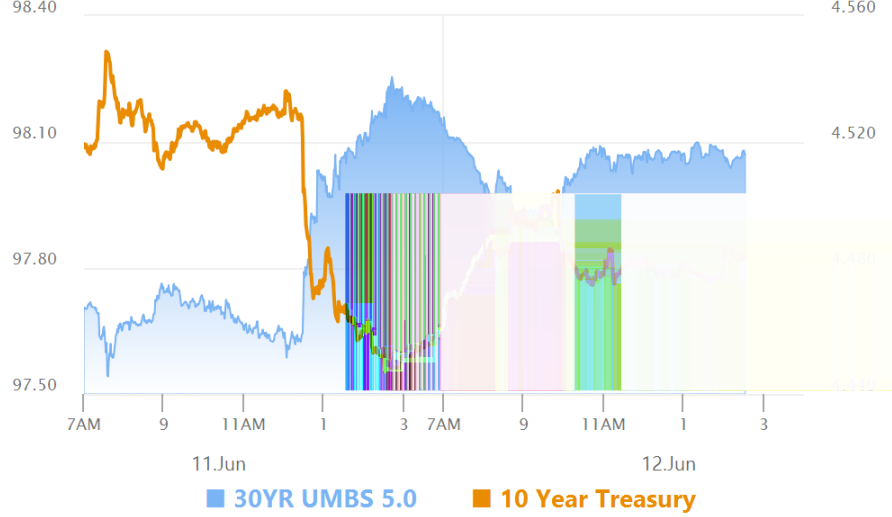 98.40 4.560
98.10 4.520
97.80
97.50
7AM 9 11AM 1 3 7AM 9 11AM 1 3
11.Jun 12.Jun
30YR UMBS 5.0 10 Year Treasury